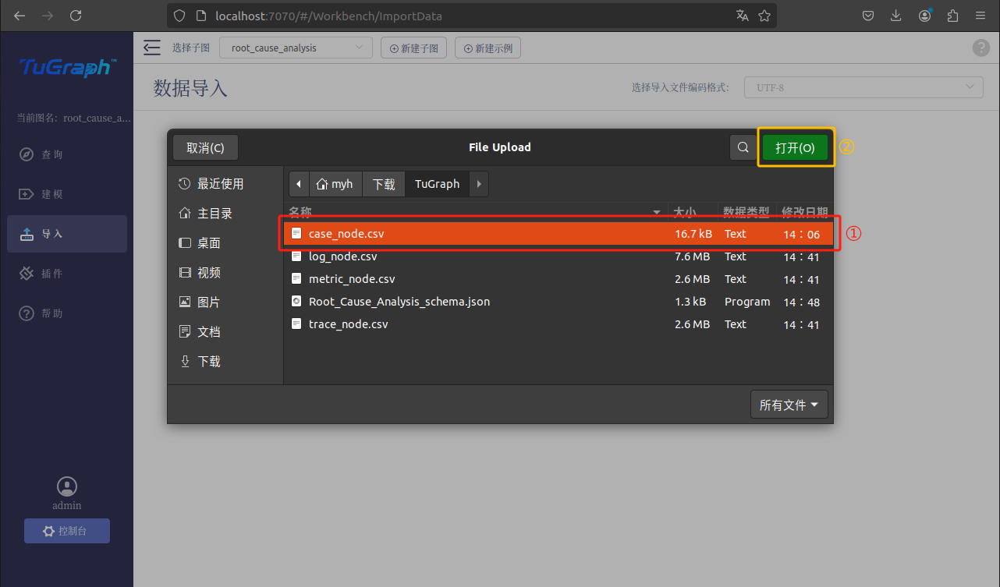 localhost:7070/#/Workbench/ImportData
TuGraph™
选择子图 root_cause_analysis 新建子图 新建示例
数据导入
选择导入文件编码格式: UTF-8
当前图名: root_cause_a...
查询
建模
导入
插件
帮助
admin
控制台
取消(C) File Upload 打开(O) ②
最近使用
主目录
桌面
视频
图片
文档
下载
myh 下载 TuGraph
名称 大小 数据类型 修改日期
case_node.csv 16.7 kB Text 14：06 ①
log_node.csv 7.6 MB Text 14：41
metric_node.csv 2.6 MB Text 14：41
Root_Cause_Analysis_schema.json 1.3 kB Program 14：48
trace_node.csv 2.6 MB Text 14：41
所有文件